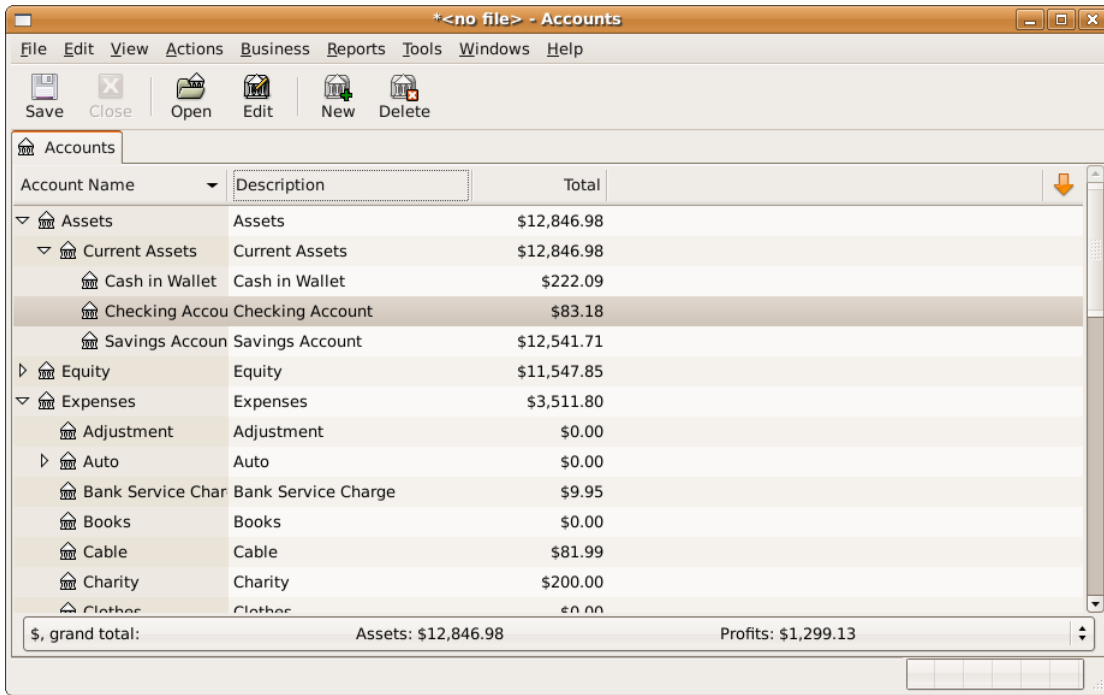 *<no file> - Accounts
File Edit View Actions Business Reports Tools Windows Help
Save Close Open Edit New Delete
Accounts
Account Name Description Total
Assets Assets $12,846.98
Current Assets Current Assets $12,846.98
Cash in Wallet Cash in Wallet $222.09
Checking Accou Checking Account $83.18
Savings Accoun Savings Account $12,541.71
Equity Equity $11,547.85
Expenses Expenses $3,511.80
Adjustment Adjustment $0.00
Auto Auto $0.00
Bank Service Char Bank Service Charge $9.95
Books Books $0.00
Cable Cable $81.99
Charity Charity $200.00
Clothes Clothes $0.00
$, grand total: Assets: $12,846.98 Profits: $1,299.13